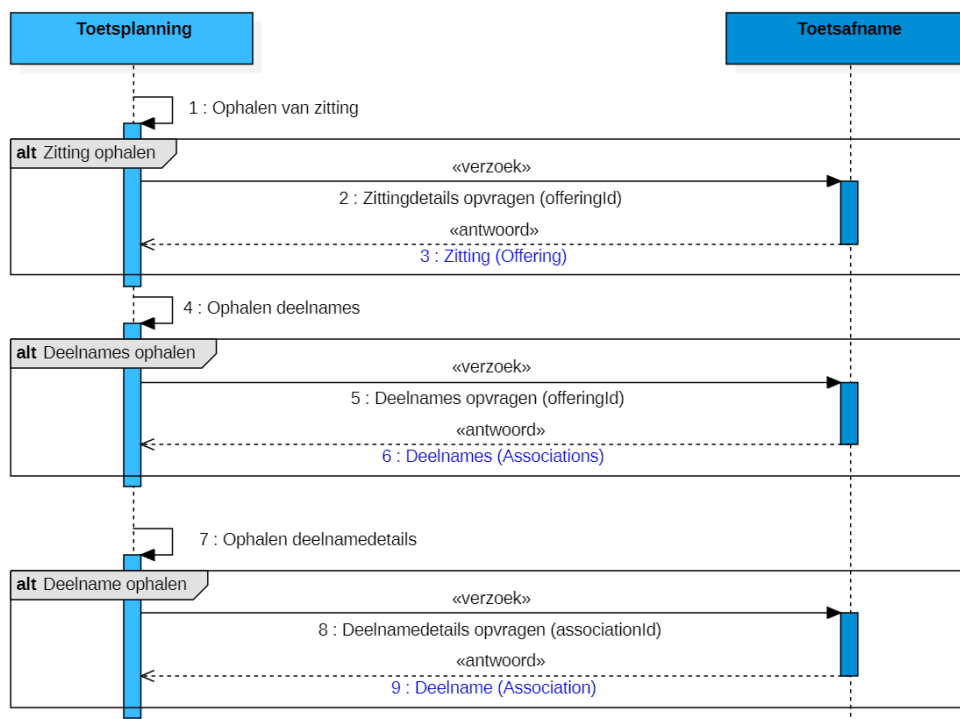 Toetsplanning
Toetsafname
1 : Ophalen van zitting
alt Zitting ophalen
«verzoek»
2 : Zittingdetails opvragen (offeringId)
«antwoord»
3 : Zitting (Offering)
4 : Ophalen deelnames
alt Deelnames ophalen
«verzoek»
5 : Deelnames opvragen (offeringId)
«antwoord»
6 : Deelnames (Associations)
7 : Ophalen deelnamedetails
alt Deelname ophalen
«verzoek»
8 : Deelnamedetails opvragen (associationId)
«antwoord»
9 : Deelname (Association)